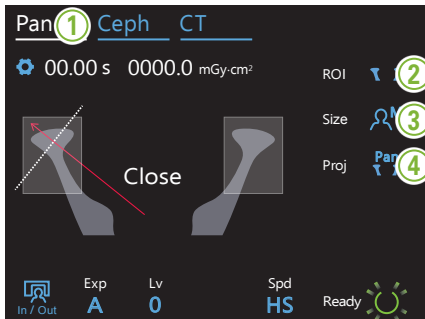 Pan 1 Ceph CT
00.00 s 0000.0 mGy·cm²
ROI 2
Size M 3
Proj Pan 4
Close
In / Out
Exp
A
Lv
0
Spd
HS
Ready